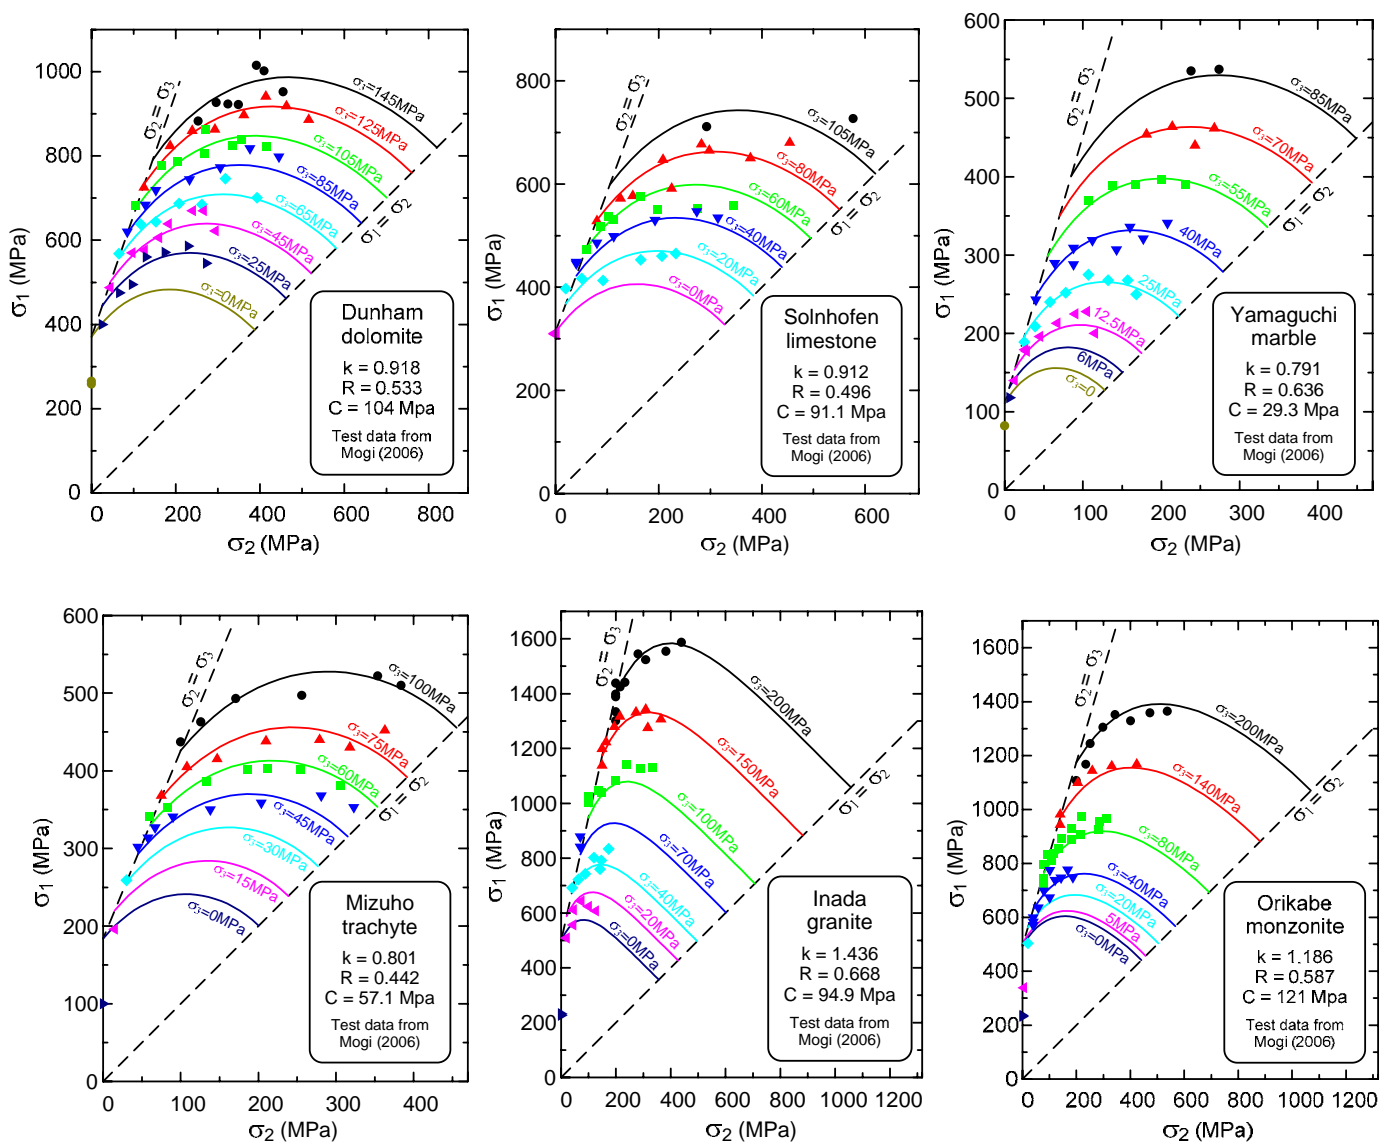 1000
800
600
400
200
0
σ1 (MPa)
0 200 400 600 800
σ2 (MPa)
σ2 = σ3
σ1 = σ2
σ3=145MPa
σ3=125MPa
σ3=105MPa
σ3=85MPa
σ3=65MPa
σ3=45MPa
σ3=25MPa
σ3=0MPa
Dunham
dolomite
k = 0.918
R = 0.533
C = 104 Mpa
Test data from
Mogi (2006)
800
600
400
200
0
0 200 400 600
σ2 (MPa)
σ2 = σ3
σ1 = σ2
σ3=105MPa
σ3=80MPa
σ3=60MPa
σ3=40MPa
σ3=20MPa
σ3=0MPa
Solnhofen
limestone
k = 0.912
R = 0.496
C = 91.1 Mpa
Test data from
Mogi (2006)
600
500
400
300
200
100
0
σ1 (MPa)
0 100 200 300 400
σ2 (MPa)
σ2 = σ3
σ1 = σ2
σ3=85MPa
σ3=70MPa
σ3=55MPa
40MPa
25MPa
12.5MPa
6MPa
σ3=0
Yamaguchi
marble
k = 0.791
R = 0.636
C = 29.3 Mpa
Test data from
Mogi (2006)
600
500
400
300
200
100
0
σ1 (MPa)
0 100 200 300 400
σ2 (MPa)
σ2 = σ3
σ1 = σ2
σ3=100MPa
σ3=75MPa
σ3=60MPa
σ3=45MPa
σ3=30MPa
σ3=15MPa
σ3=0MPa
Mizuho
trachyte
k = 0.801
R = 0.442
C = 57.1 Mpa
Test data from
Mogi (2006)
1600
1400
1200
1000
800
600
400
200
0
σ1 (MPa)
0 200 400 600 800 1000 1200
σ2 (MPa)
σ2 = σ3
σ1 = σ2
σ3=200MPa
σ3=150MPa
σ3=100MPa
σ3=70MPa
σ3=40MPa
σ3=20MPa
σ3=0MPa
Inada
granite
k = 1.436
R = 0.668
C = 94.9 Mpa
Test data from
Mogi (2006)
1600
1400
1200
1000
800
600
400
200
0
σ1 (MPa)
0 200 400 600 800 1000 1200
σ2 (MPa)
σ2 = σ3
σ1 = σ2
σ3=200MPa
σ3=140MPa
σ3=80MPa
σ3=40MPa
σ3=20MPa
5MPa
σ3=0MPa
Orikabe
monzonite
k = 1.186
R = 0.587
C = 121 Mpa
Test data from
Mogi (2006)